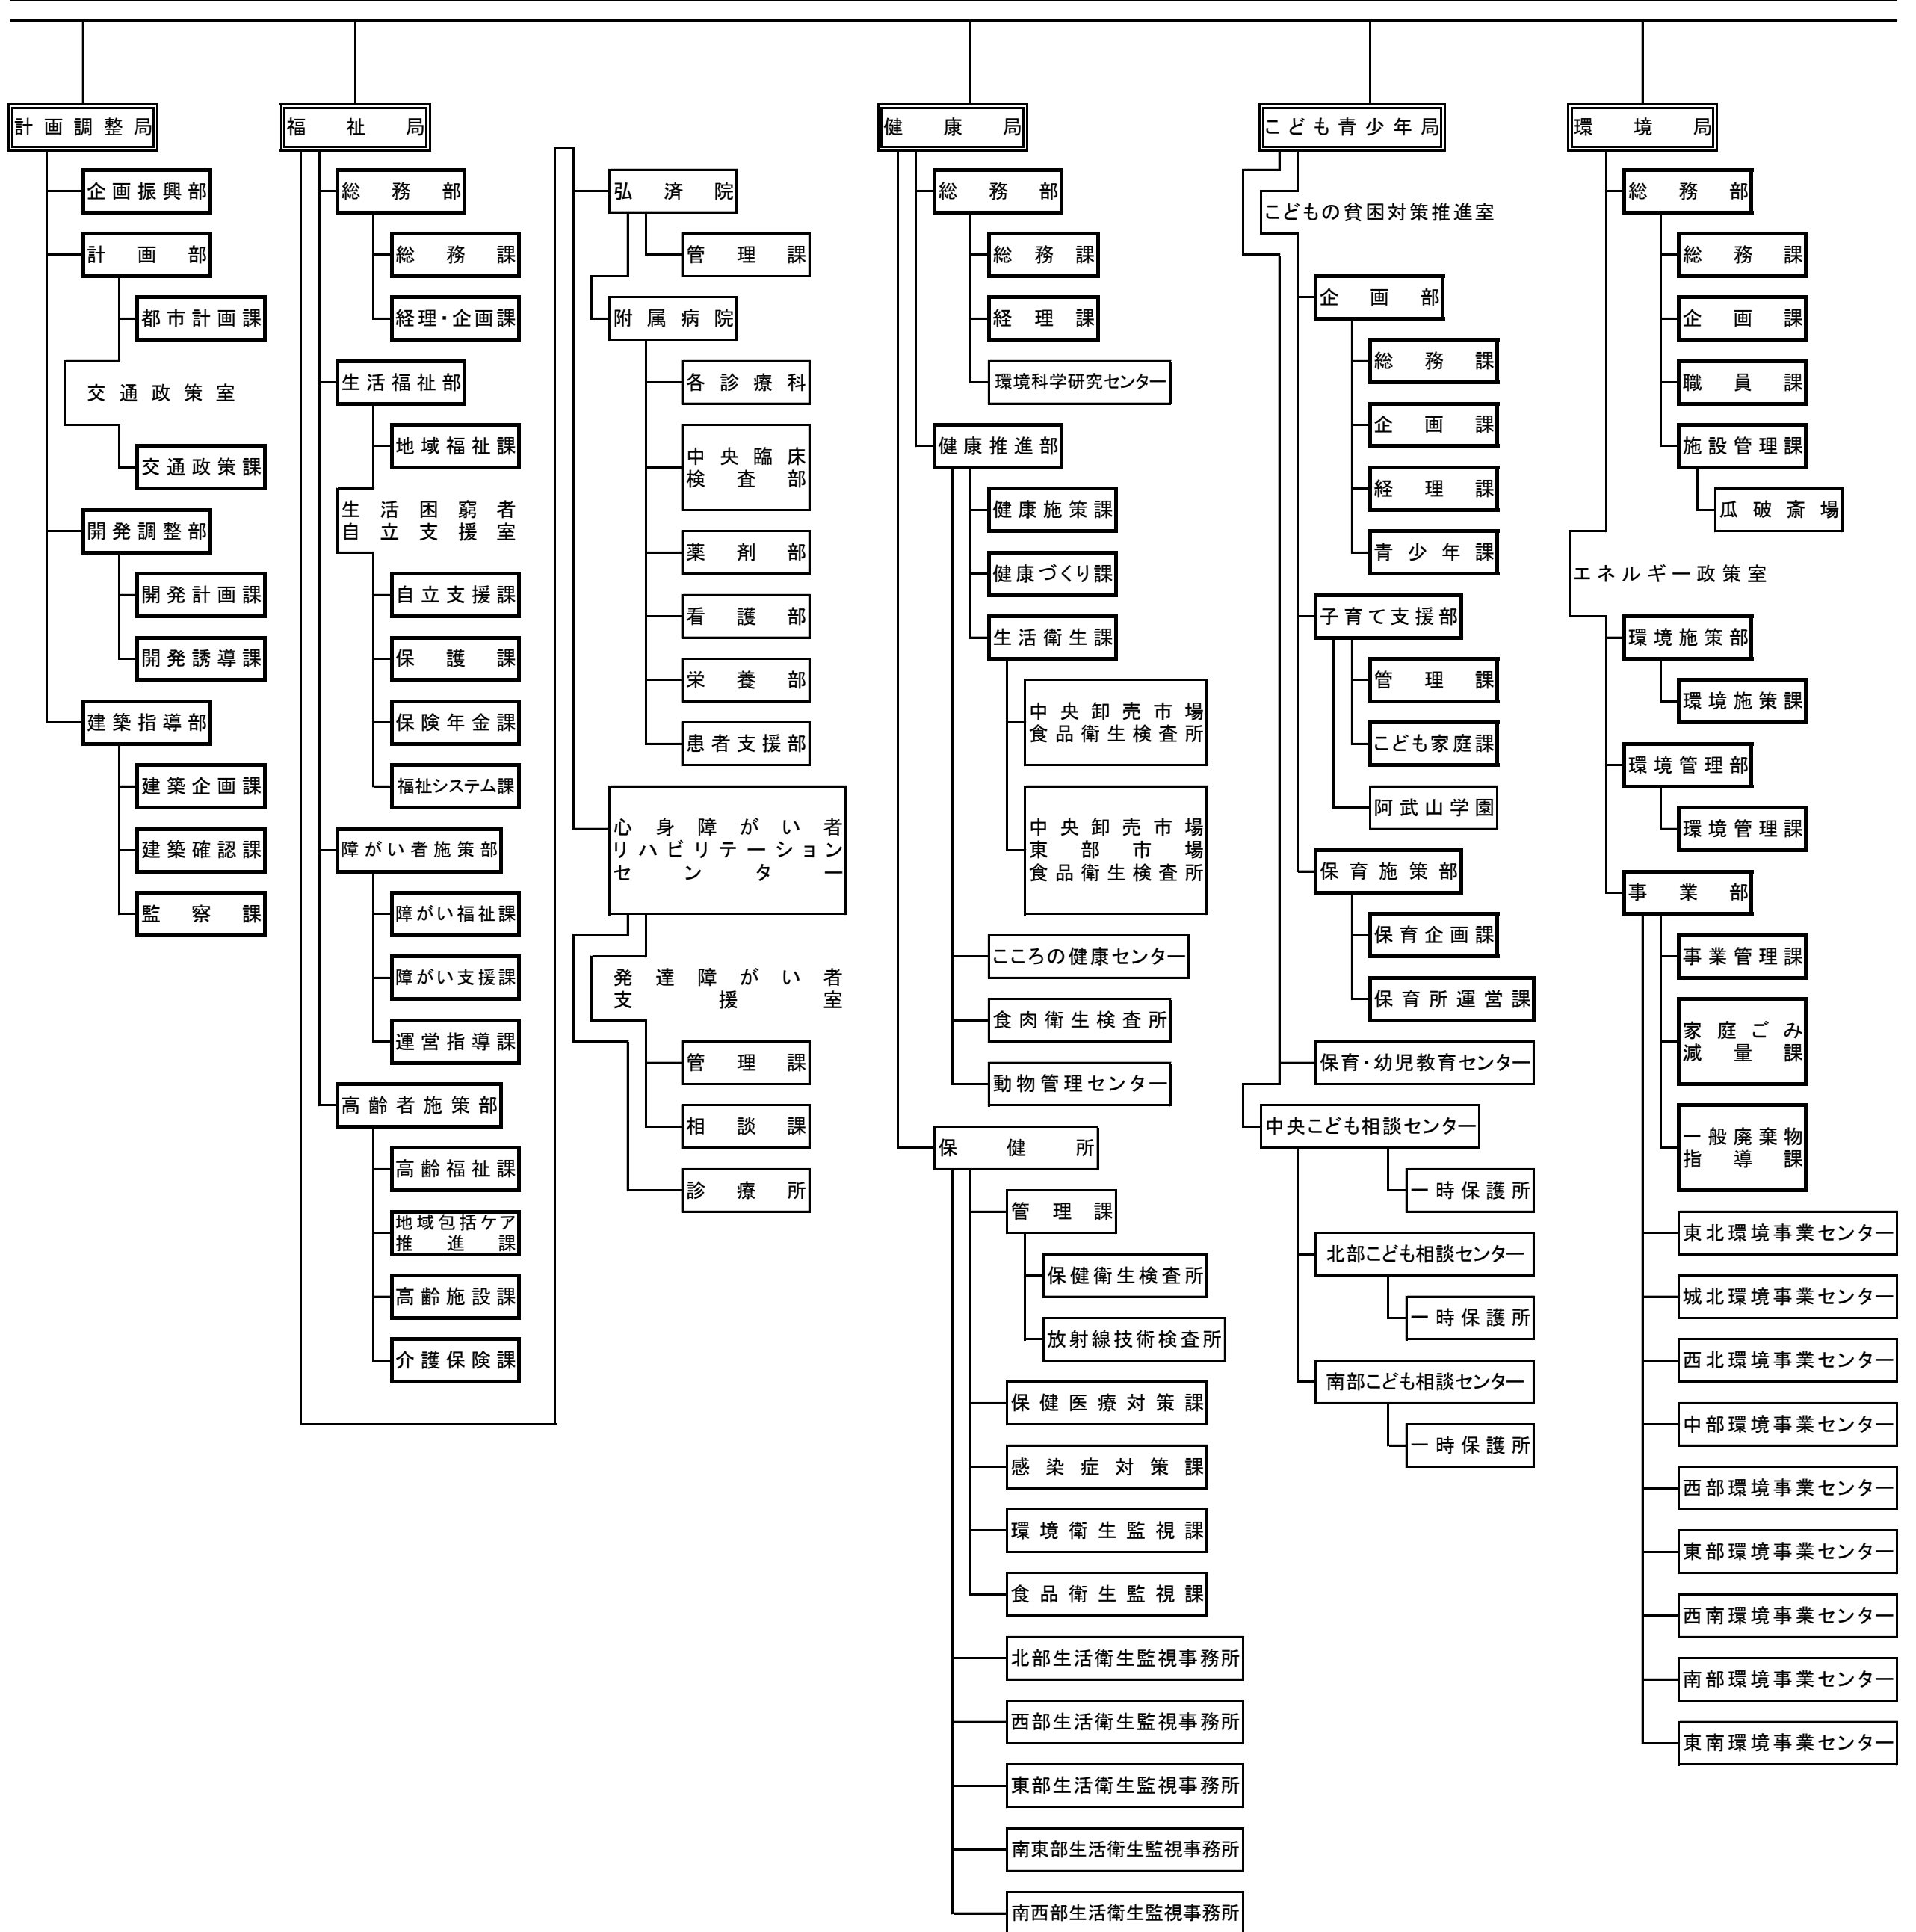 計画調整局
企画振興部
計画部
都市計画課
交通政策室
交通政策課
開発調整部
開発計画課
開発誘導課
建築指導部
建築企画課
建築確認課
監察課
福祉局
総務部
総務課
経理・企画課
生活福祉部
地域福祉課
生活困窮者
自立支援室
自立支援課
保護課
保険年金課
福祉システム課
障がい者施策部
障がい福祉課
障がい支援課
運営指導課
高齢者施策部
高齢福祉課
地域包括ケア
推進課
高齢施設課
介護保険課
弘済院
管理課
附属病院
各診療科
中央臨床
検査部
薬剤部
看護部
栄養部
患者支援部
心身障がい者
リハビリテーション
センター
発達障がい者
支援室
管理課
相談課
診療所
健康局
総務部
総務課
経理課
環境科学研究センター
健康推進部
健康施策課
健康づくり課
生活衛生課
中央卸売市場
食品衛生検査所
中央卸売市場
東部市場
食品衛生検査所
こころの健康センター
食肉衛生検査所
動物管理センター
保健所
管理課
保健衛生検査所
放射線技術検査所
保健医療対策課
感染症対策課
環境衛生監視課
食品衛生監視課
北部生活衛生監視事務所
西部生活衛生監視事務所
東部生活衛生監視事務所
南東部生活衛生監視事務所
南西部生活衛生監視事務所
こども青少年局
こどもの貧困対策推進室
企画部
総務課
企画課
経理課
青少年課
子育て支援部
管理課
こども家庭課
阿武山学園
保育施策部
保育企画課
保育所運営課
保育・幼児教育センター
中央こども相談センター
一時保護所
北部こども相談センター
一時保護所
南部こども相談センター
一時保護所
環境局
総務部
総務課
企画課
職員課
施設管理課
瓜破斎場
エネルギー政策室
環境施策部
環境施策課
環境管理部
環境管理課
事業部
事業管理課
家庭ごみ
減量課
一般廃棄物
指導課
東北環境事業センター
城北環境事業センター
西北環境事業センター
中部環境事業センター
西部環境事業センター
東部環境事業センター
西南環境事業センター
南部環境事業センター
東南環境事業センター